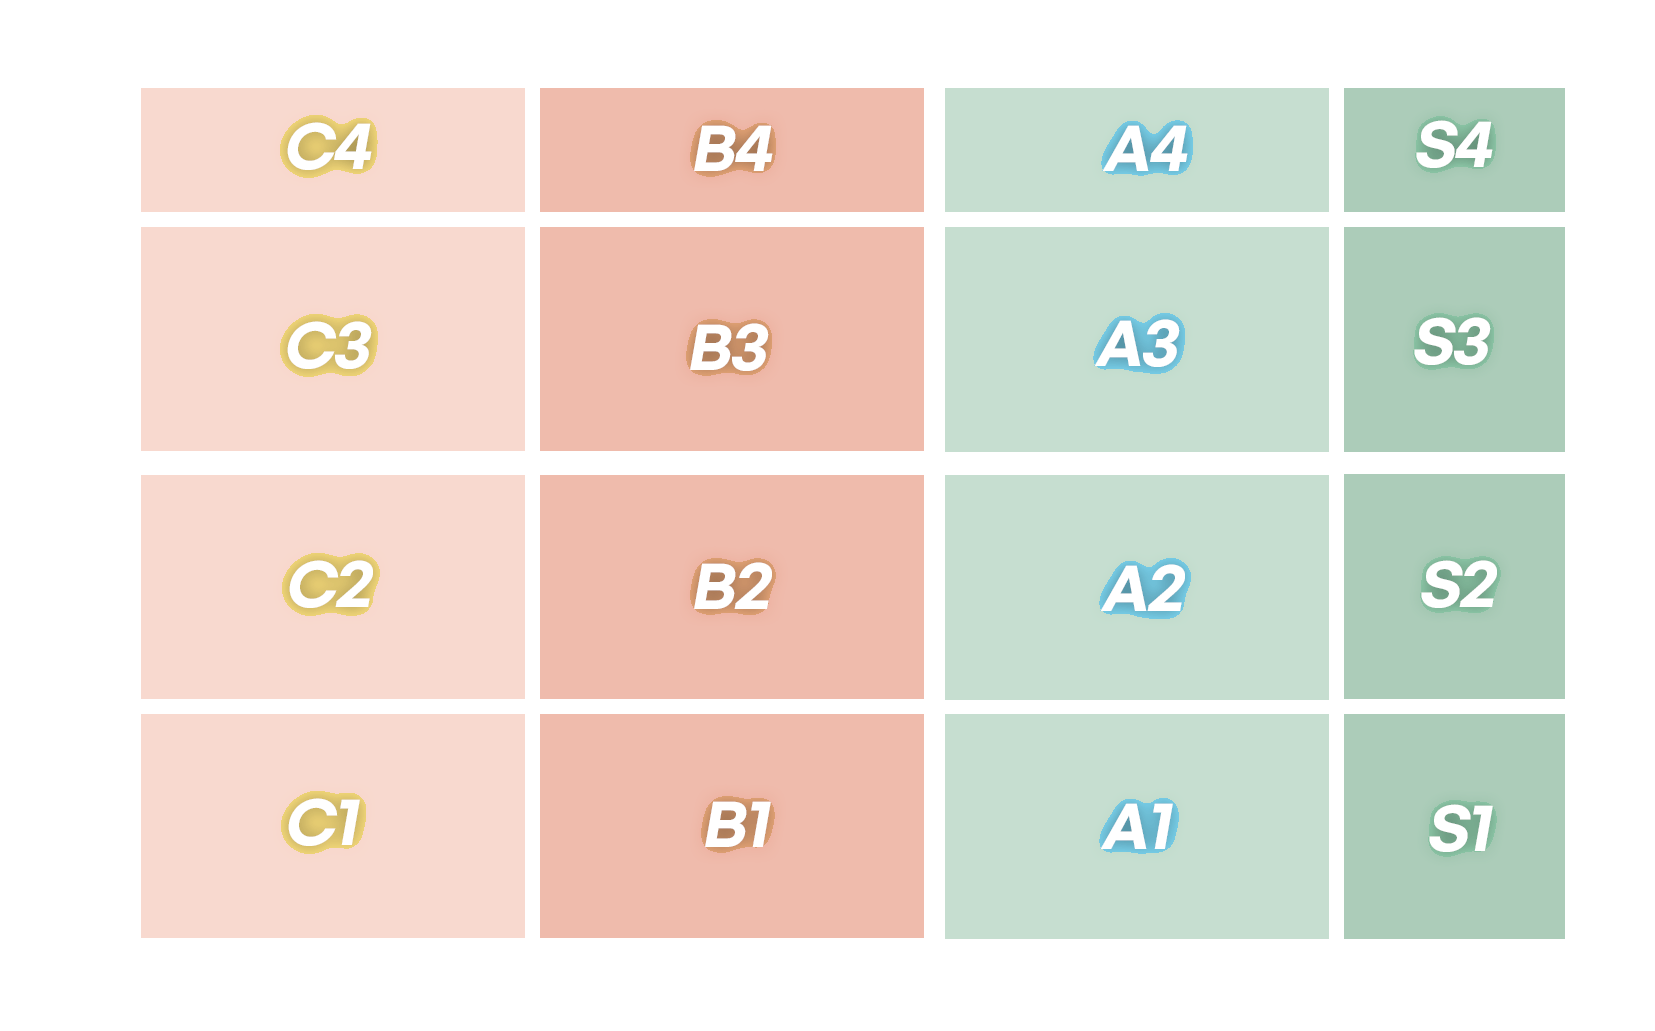 C4 B4 A4 S4
C3 B3 A3 S3
C2 B2 A2 S2
C1 B1 A1 S1